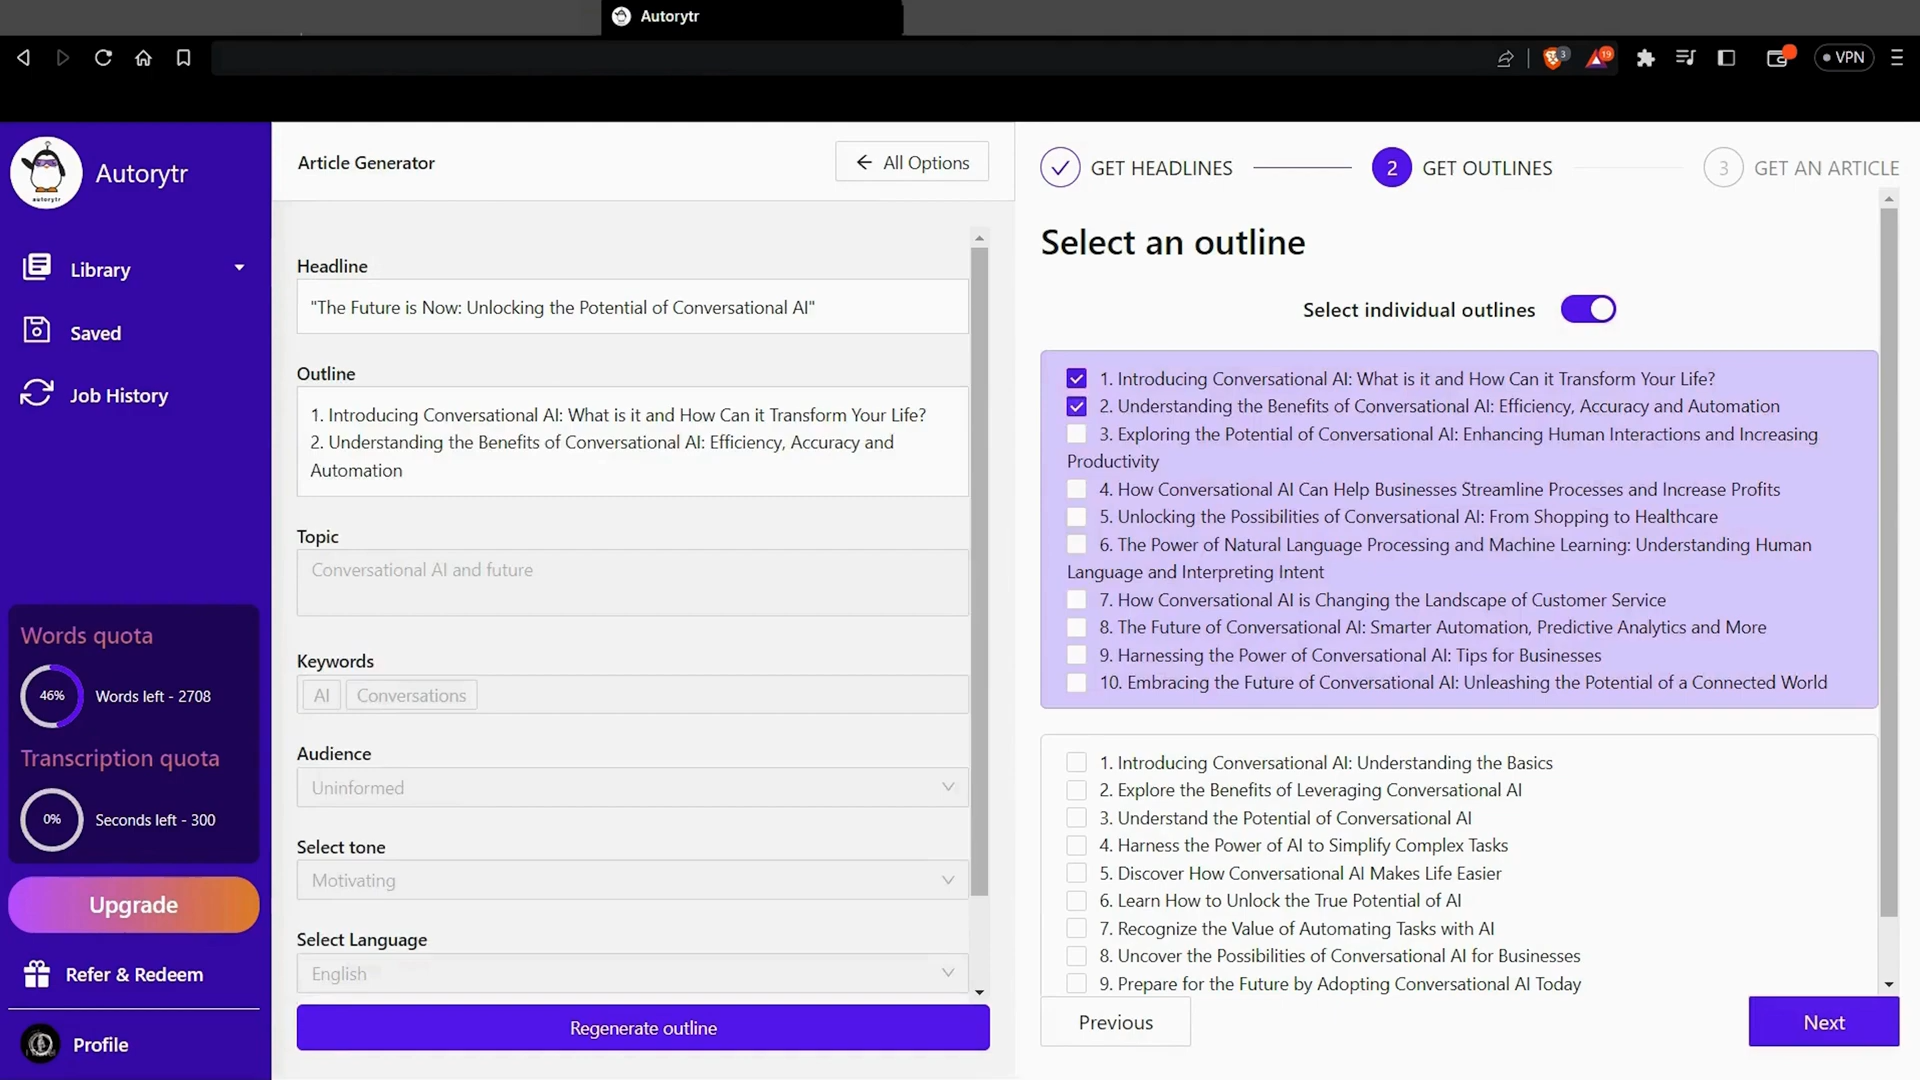 Autorytr
3
19
VPN
autorytr
Autorytr
Library
Saved
Job History
Words quota
46%
Words left - 2708
Transcription quota
0%
Seconds left - 300
Upgrade
Refer & Redeem
Profile
Article Generator
All Options
Headline
"The Future is Now: Unlocking the Potential of Conversational AI"
Outline
1. Introducing Conversational AI: What is it and How Can it Transform Your Life?
2. Understanding the Benefits of Conversational AI: Efficiency, Accuracy and
Automation
Topic
Conversational AI and future
Keywords
AI Conversations
Audience
Uninformed
Select tone
Motivating
Select Language
English
Regenerate outline
GET HEADLINES
2 GET OUTLINES
3 GET AN ARTICLE
Select an outline
Select individual outlines
1. Introducing Conversational AI: What is it and How Can it Transform Your Life?
2. Understanding the Benefits of Conversational AI: Efficiency, Accuracy and Automation
3. Exploring the Potential of Conversational AI: Enhancing Human Interactions and Increasing
Productivity
4. How Conversational AI Can Help Businesses Streamline Processes and Increase Profits
5. Unlocking the Possibilities of Conversational AI: From Shopping to Healthcare
6. The Power of Natural Language Processing and Machine Learning: Understanding Human
Language and Interpreting Intent
7. How Conversational AI is Changing the Landscape of Customer Service
8. The Future of Conversational AI: Smarter Automation, Predictive Analytics and More
9. Harnessing the Power of Conversational AI: Tips for Businesses
10. Embracing the Future of Conversational AI: Unleashing the Potential of a Connected World
1. Introducing Conversational AI: Understanding the Basics
2. Explore the Benefits of Leveraging Conversational AI
3. Understand the Potential of Conversational AI
4. Harness the Power of AI to Simplify Complex Tasks
5. Discover How Conversational AI Makes Life Easier
6. Learn How to Unlock the True Potential of AI
7. Recognize the Value of Automating Tasks with AI
8. Uncover the Possibilities of Conversational AI for Businesses
9. Prepare for the Future by Adopting Conversational AI Today
Previous
Next